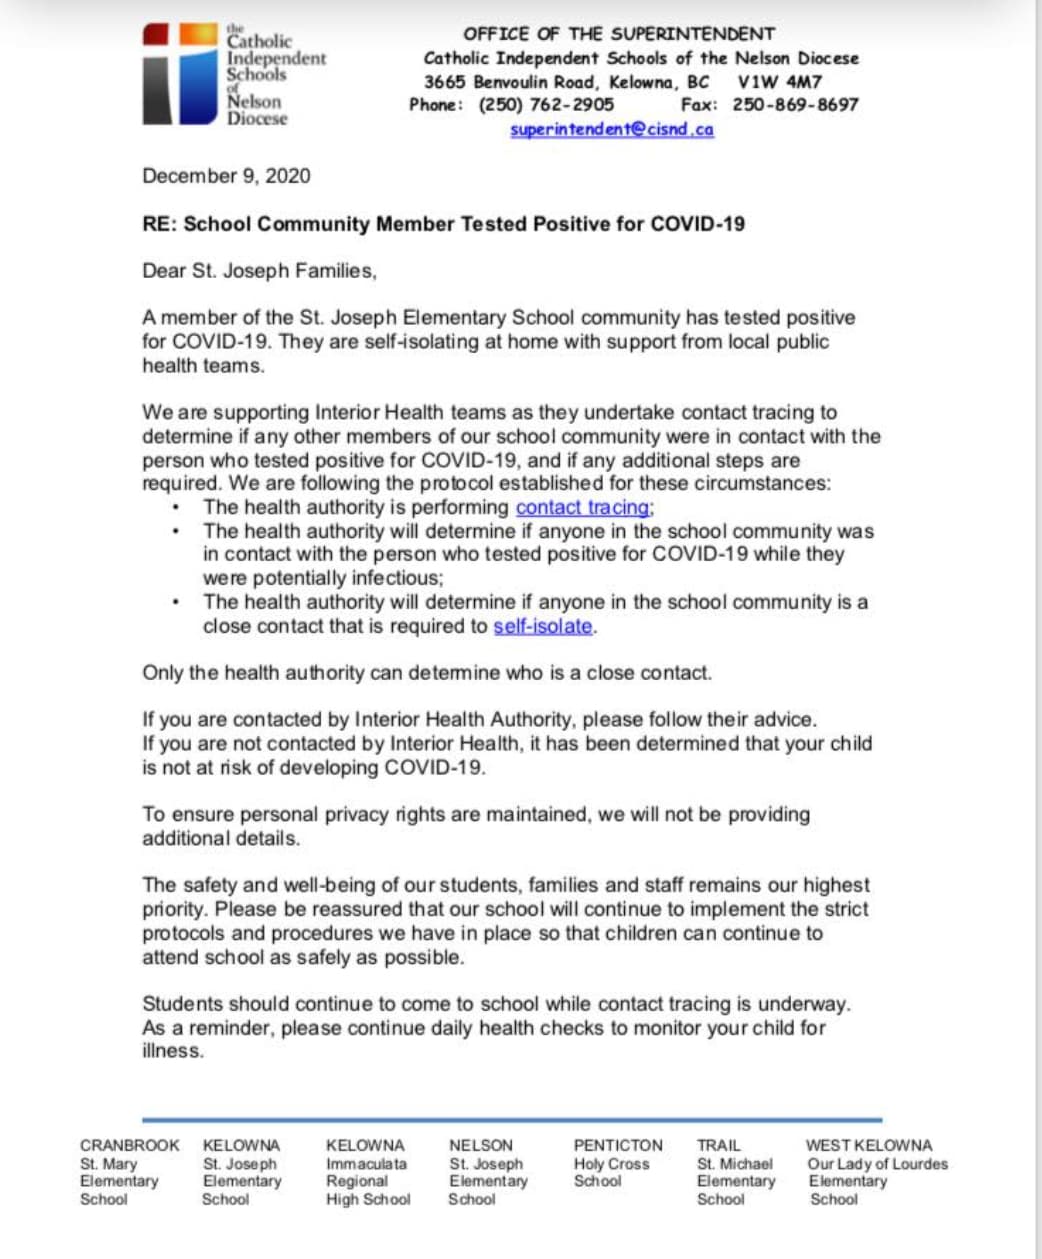 the
Catholic
Independent
Schools
of
Nelson
Diocese
OFFICE OF THE SUPERINTENDENT
Catholic Independent Schools of the Nelson Diocese
3665 Benvoulin Road, Kelowna, BC V1W 4M7
Phone: (250) 762-2905 Fax: 250-869-8697
superintendent@cisnd.ca
December 9, 2020
RE: School Community Member Tested Positive for COVID-19
Dear St. Joseph Families,
A member of the St. Joseph Elementary School community has tested positive
for COVID-19. They are self-isolating at home with support from local public
health teams.
We are supporting Interior Health teams as they undertake contact tracing to
determine if any other members of our school community were in contact with the
person who tested positive for COVID-19, and if any additional steps are
required. We are following the protocol established for these circumstances:
• The health authority is performing contact tracing;
• The health authority will determine if anyone in the school community was
in contact with the person who tested positive for COVID-19 while they
were potentially infectious;
• The health authority will determine if anyone in the school community is a
close contact that is required to self-isolate.
Only the health authority can determine who is a close contact.
If you are contacted by Interior Health Authority, please follow their advice.
If you are not contacted by Interior Health, it has been determined that your child
is not at risk of developing COVID-19.
To ensure personal privacy rights are maintained, we will not be providing
additional details.
The safety and well-being of our students, families and staff remains our highest
priority. Please be reassured that our school will continue to implement the strict
protocols and procedures we have in place so that children can continue to
attend school as safely as possible.
Students should continue to come to school while contact tracing is underway.
As a reminder, please continue daily health checks to monitor your child for
illness.
CRANBROOK KELOWNA KELOWNA NELSON PENTICTON TRAIL WEST KELOWNA
St. Mary St. Joseph Immaculata St. Joseph Holy Cross St. Michael Our Lady of Lourdes
Elementary Elementary Regional Elementary School Elementary Elementary
School School High School School School School